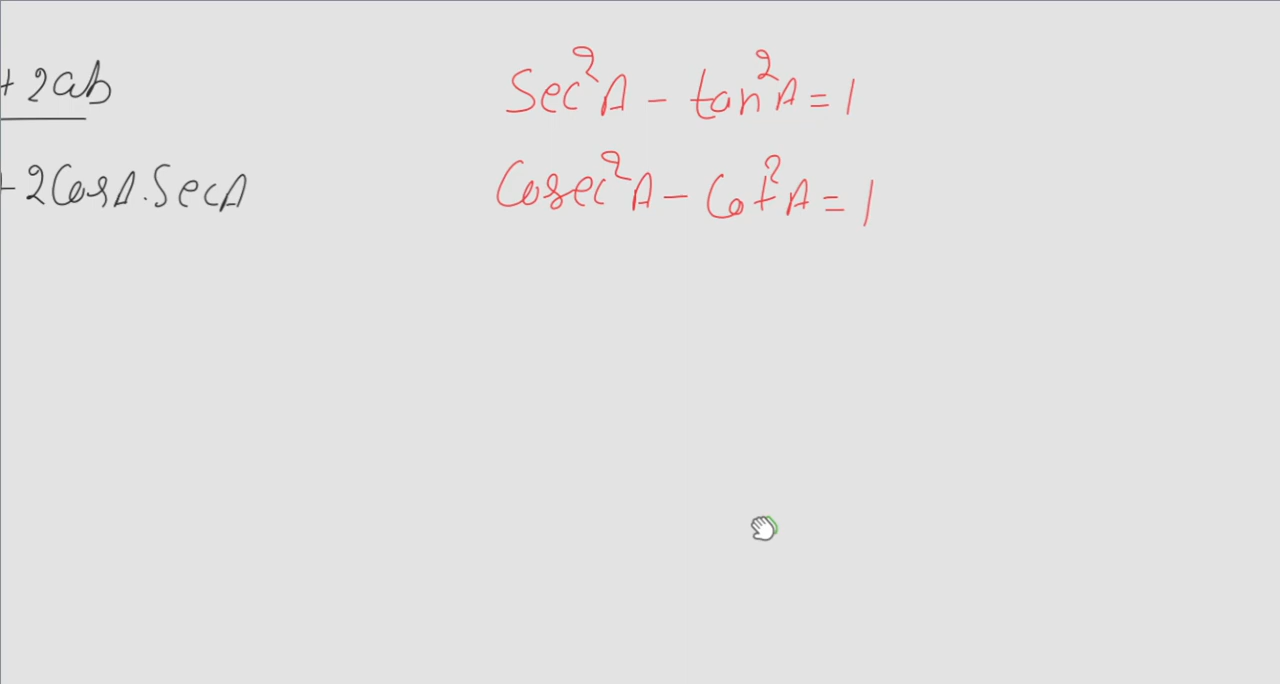 + 2ab
+ 2CosA.SecA
Sec²A - tan²A = 1
Cosec²A - Cot²A = 1